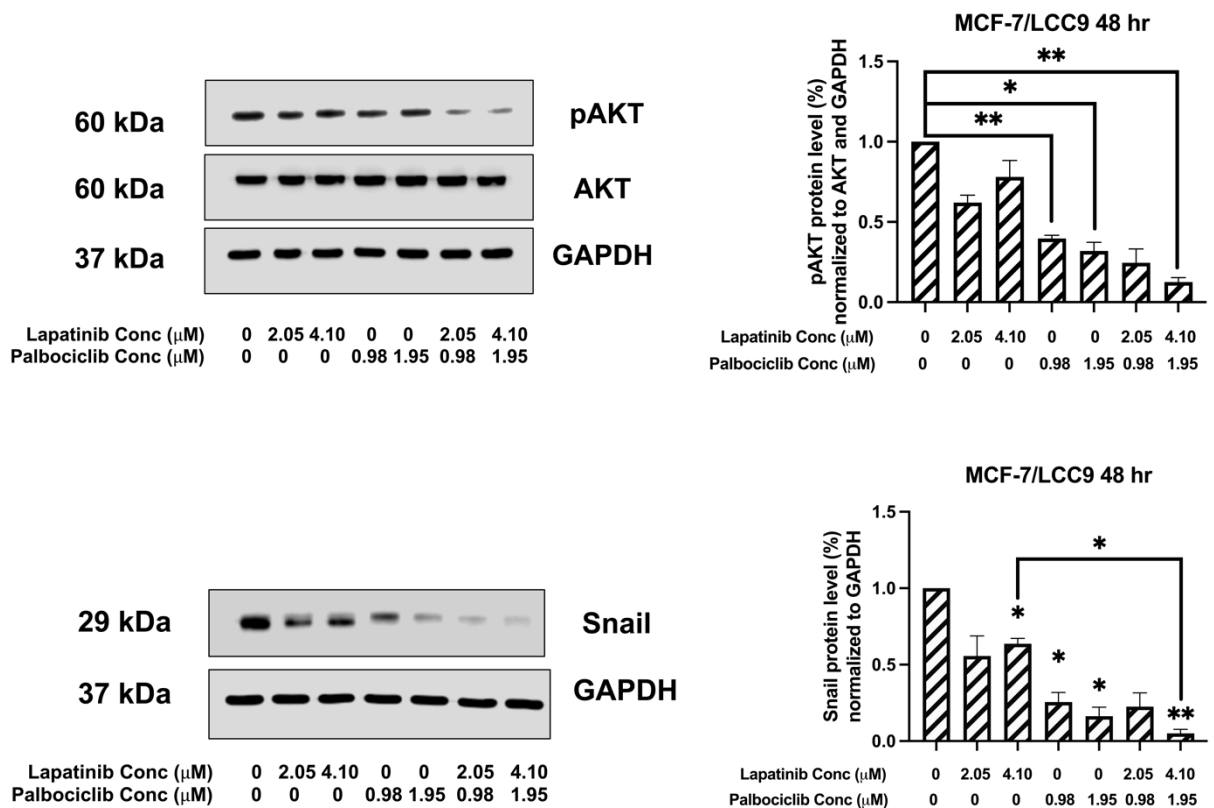 60 kDa
pAKT
60 kDa
AKT
37 kDa
GAPDH
Lapatinib Conc (μM) 0 2.05 4.10 0 0 2.05 4.10
Palbociclib Conc (μM) 0 0 0 0.98 1.95 0.98 1.95
MCF-7/LCC9 48 hr
pAKT protein level (%)
normalized to AKT and GAPDH
1.5
1.0
0.5
0.0
**
*
**
Lapatinib Conc (μM) 0 2.05 4.10 0 0 2.05 4.10
Palbociclib Conc (μM) 0 0 0 0.98 1.95 0.98 1.95
29 kDa
Snail
37 kDa
GAPDH
Lapatinib Conc (μM) 0 2.05 4.10 0 0 2.05 4.10
Palbociclib Conc (μM) 0 0 0 0.98 1.95 0.98 1.95
MCF-7/LCC9 48 hr
Snail protein level (%)
normalized to GAPDH
1.5
1.0
0.5
0.0
*
*
*
*
**
Lapatinib Conc (μM) 0 2.05 4.10 0 0 2.05 4.10
Palbociclib Conc (μM) 0 0 0 0.98 1.95 0.98 1.95